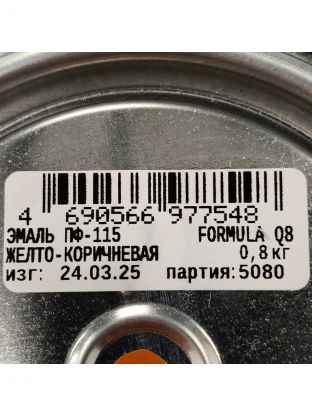 4 690566 977548
ЭМАЛЬ ПФ-115 FORMULA Q8
ЖЕЛТО-КОРИЧНЕВАЯ 0,8 кг
изг: 24.03.25 партия:5080